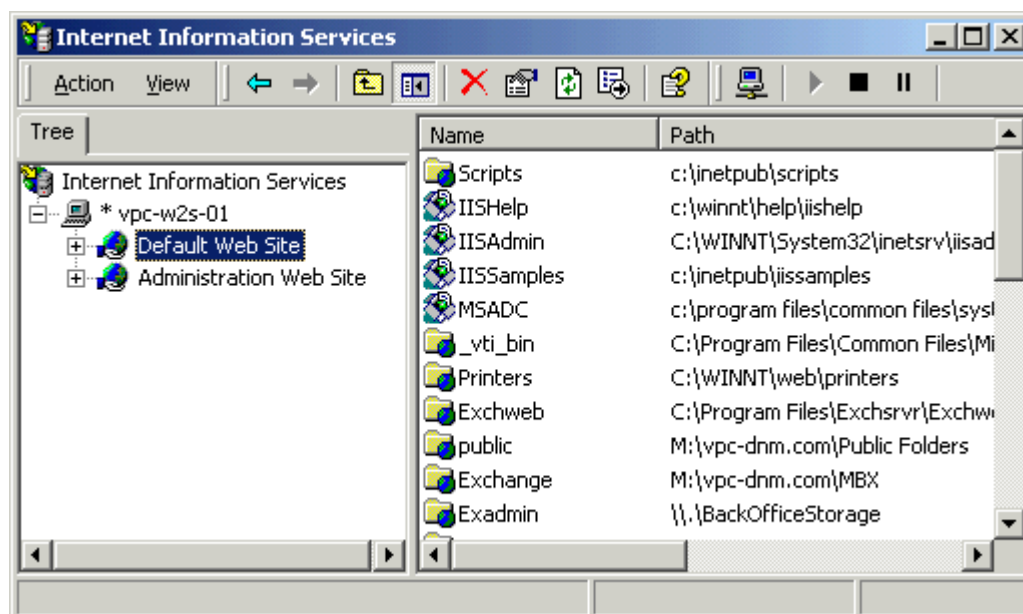 Internet Information Services
Action View
Tree
Internet Information Services
* vpc-w2s-01
Default Web Site
Administration Web Site
Name Path
Scripts c:\inetpub\scripts
IISHelp c:\winnt\help\iishelp
IISAdmin C:\WINNT\System32\inetsrv\iisad
IISSamples c:\inetpub\iissamples
MSADC c:\program files\common files\syst
_vti_bin C:\Program Files\Common Files\Mi
Printers C:\WINNT\web\printers
Exchweb C:\Program Files\Exchsrvr\Exchwe
public M:\vpc-dnm.com\Public Folders
Exchange M:\vpc-dnm.com\MBX
Exadmin \\.\BackOfficeStorage